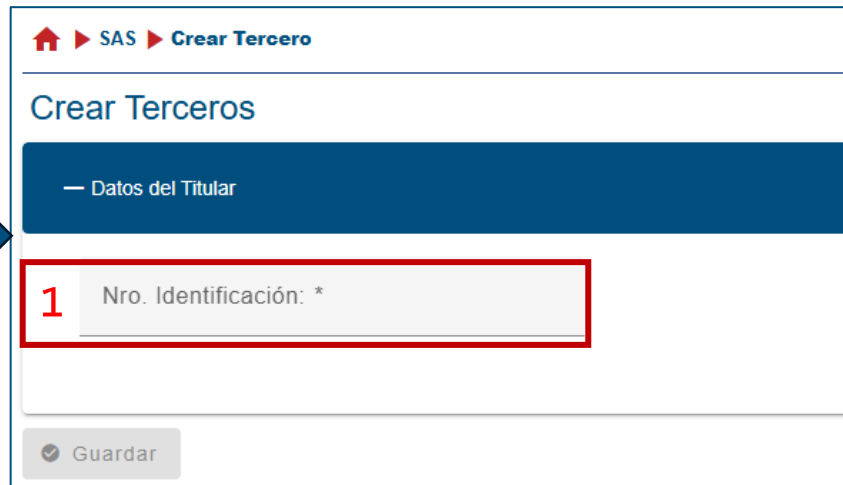 SAS Crear Tercero
Crear Terceros
Datos del Titular
1 Nro. Identificación: *
Guardar